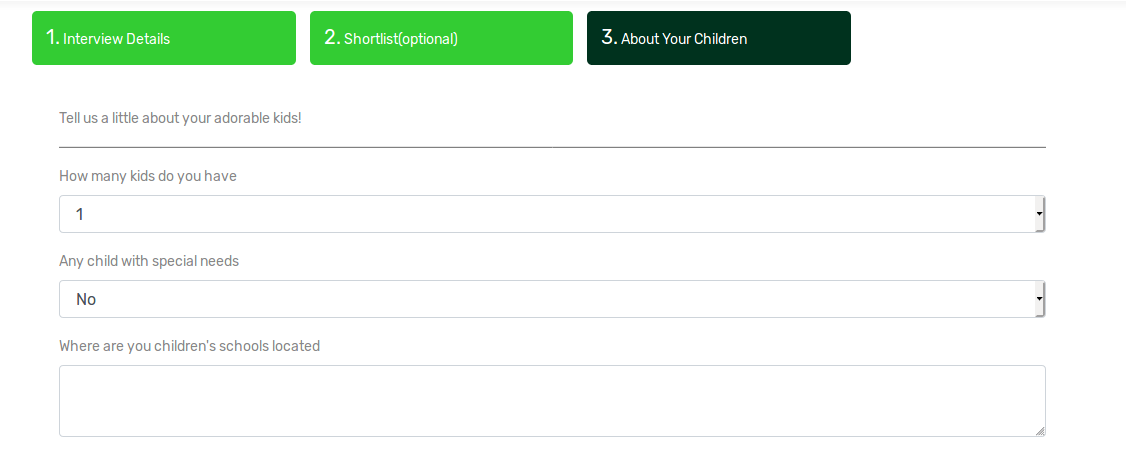 1. Interview Details
2. Shortlist(optional)
3. About Your Children
Tell us a little about your adorable kids!
How many kids do you have
1
Any child with special needs
No
Where are you children's schools located